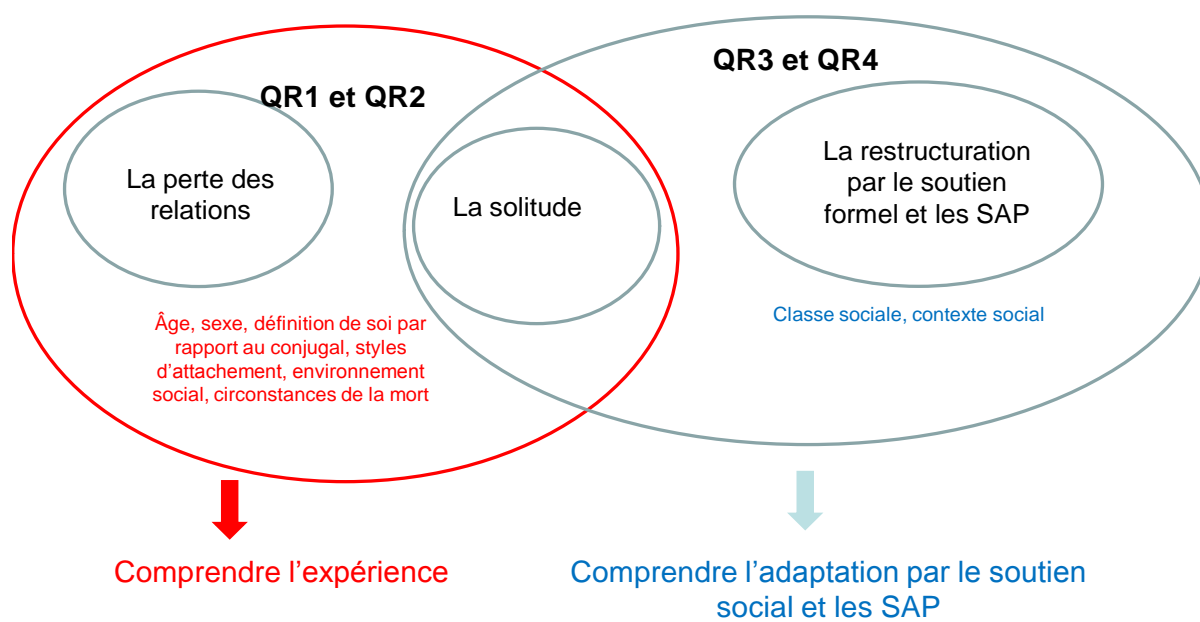 QR1 et QR2
La perte des
relations
Âge, sexe, définition de soi par
rapport au conjugal, styles
d’attachement, environnement
social, circonstances de la mort
La solitude
QR3 et QR4
La restructuration
par le soutien
formel et les SAP
Classe sociale, contexte social
Comprendre l’expérience
Comprendre l’adaptation par le soutien
social et les SAP